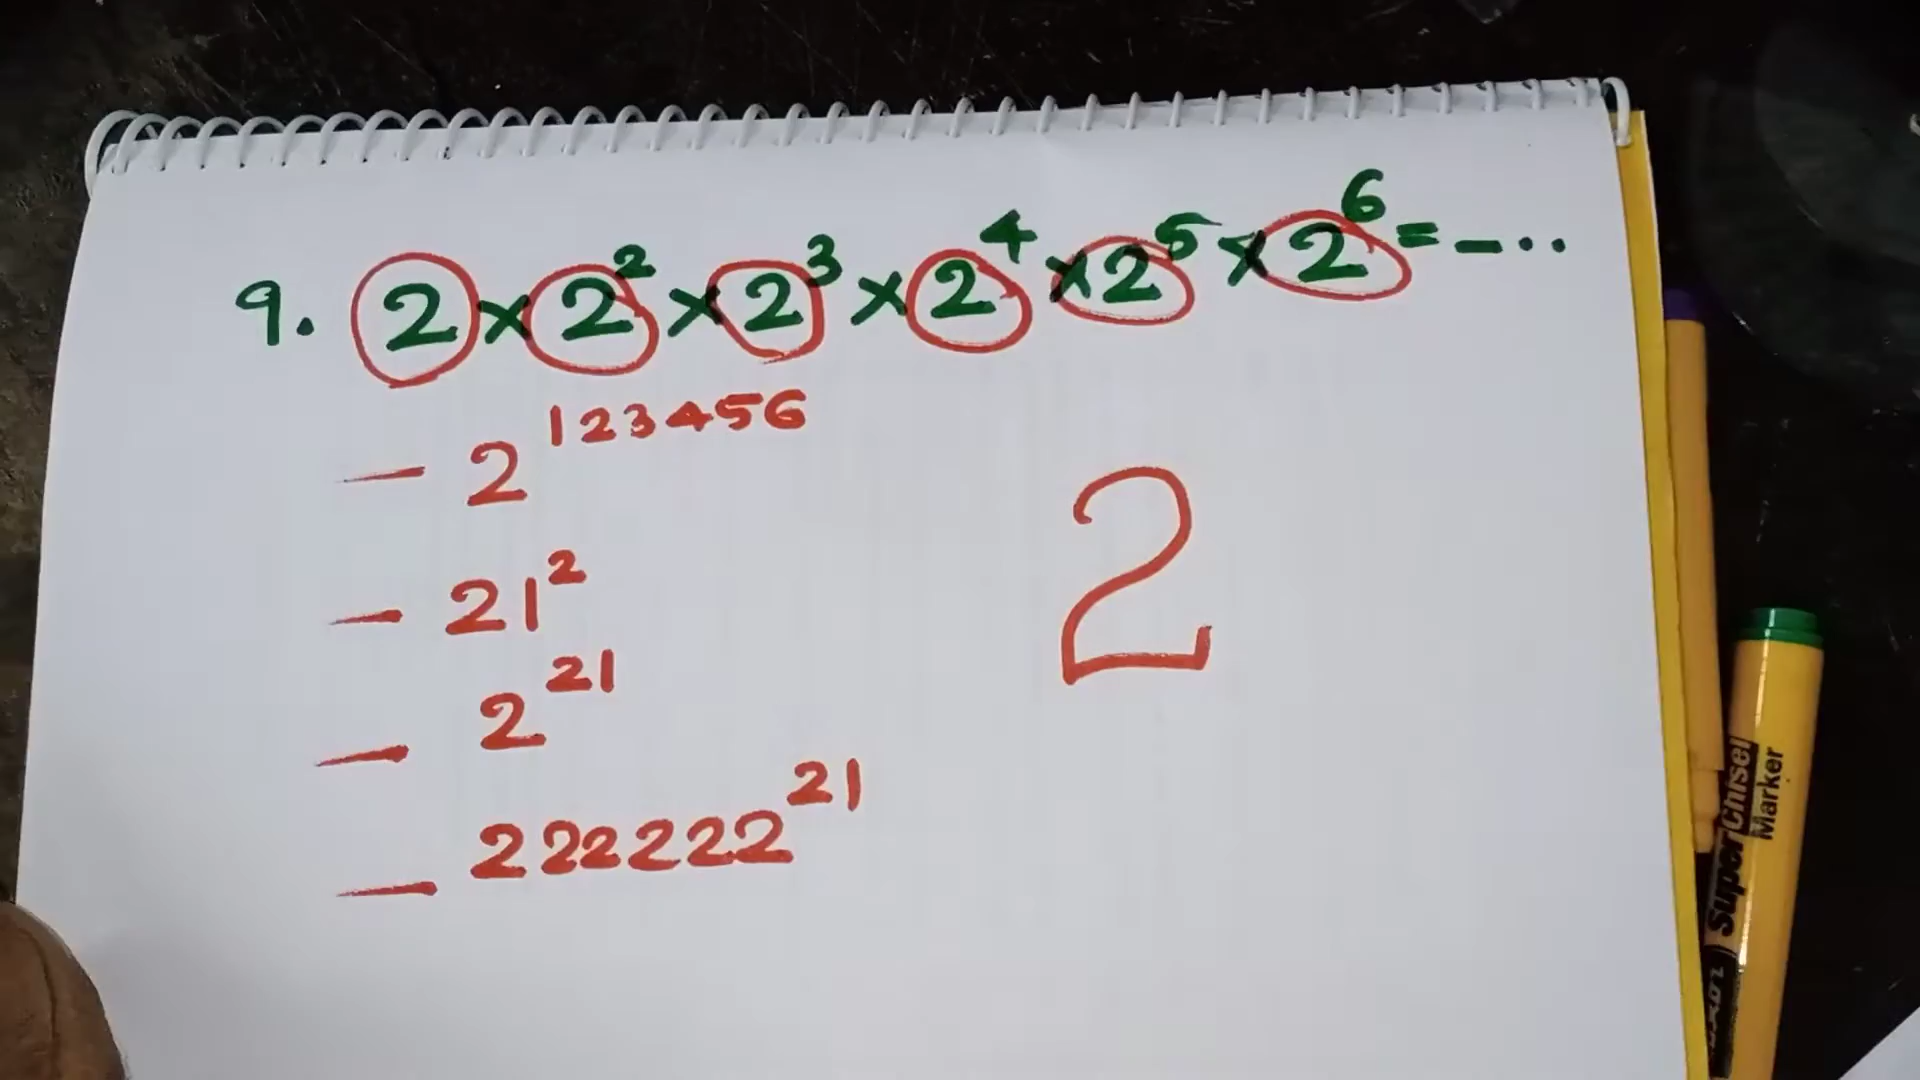 9. 2 × 2² × 2³ × 2⁴ × 2⁵ × 2⁶ = _...
— 2¹²³⁴⁵⁶
— 21²
— 2²¹
— 222222²¹
2
Super Chisel
Marker